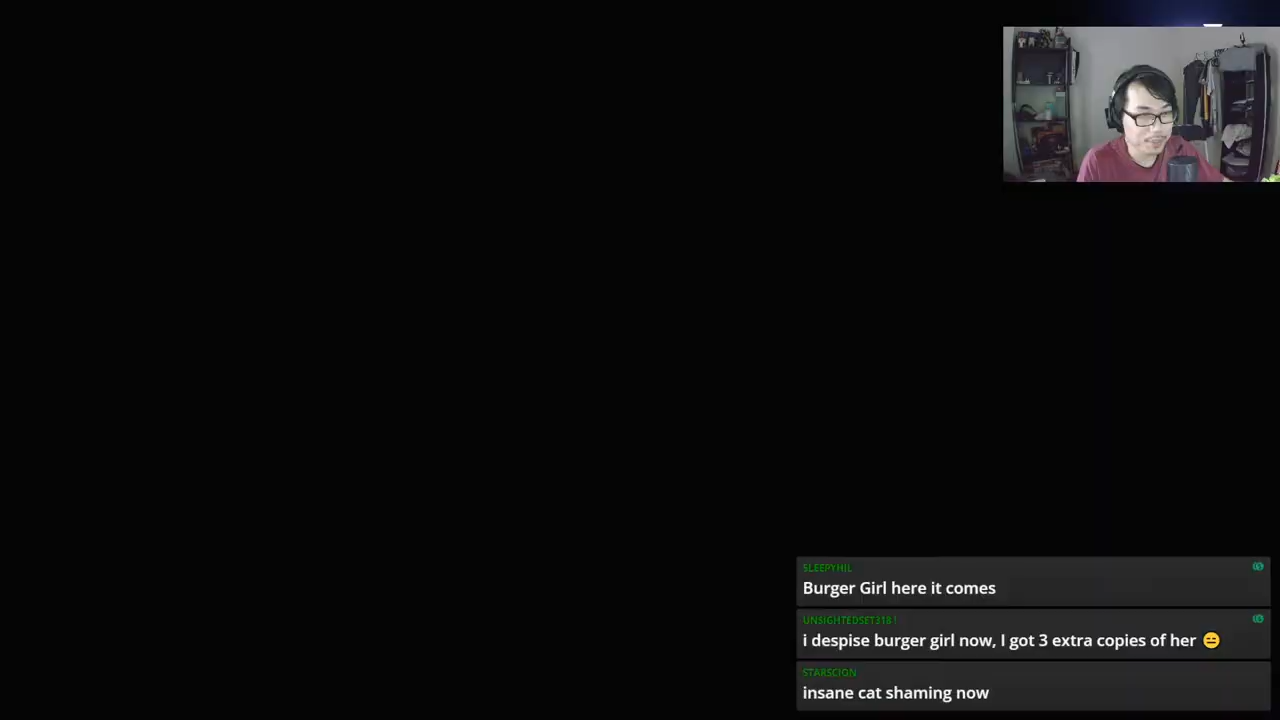 SLEEPYHIL
Burger Girl here it comes
UNSIGHTEDSET3181
i despise burger girl now, I got 3 extra copies of her 😑
STARSCION
insane cat shaming now